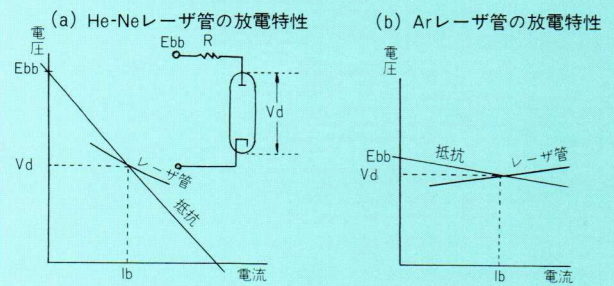 (a) He-Neレーザ管の放電特性
電圧
Ebb
Vd
Ib
電流
レーザ管
抵抗
Ebb
R
Vd
(b) Arレーザ管の放電特性
電圧
Ebb
Vd
抵抗
レーザ管
Ib
電流